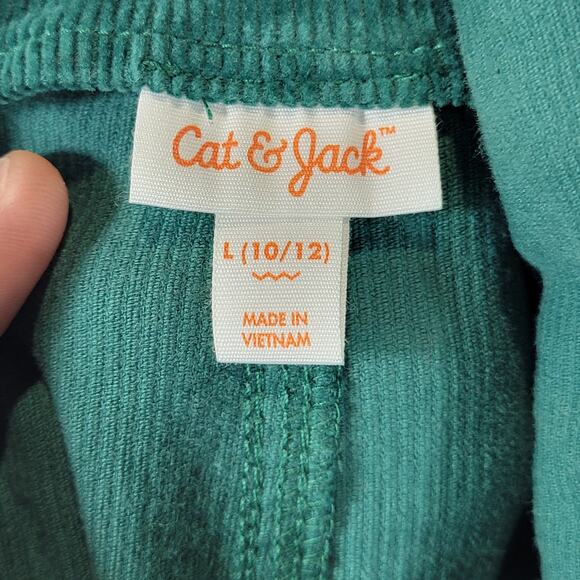 Cat & Jack™
L (10/12)
MADE IN
VIETNAM